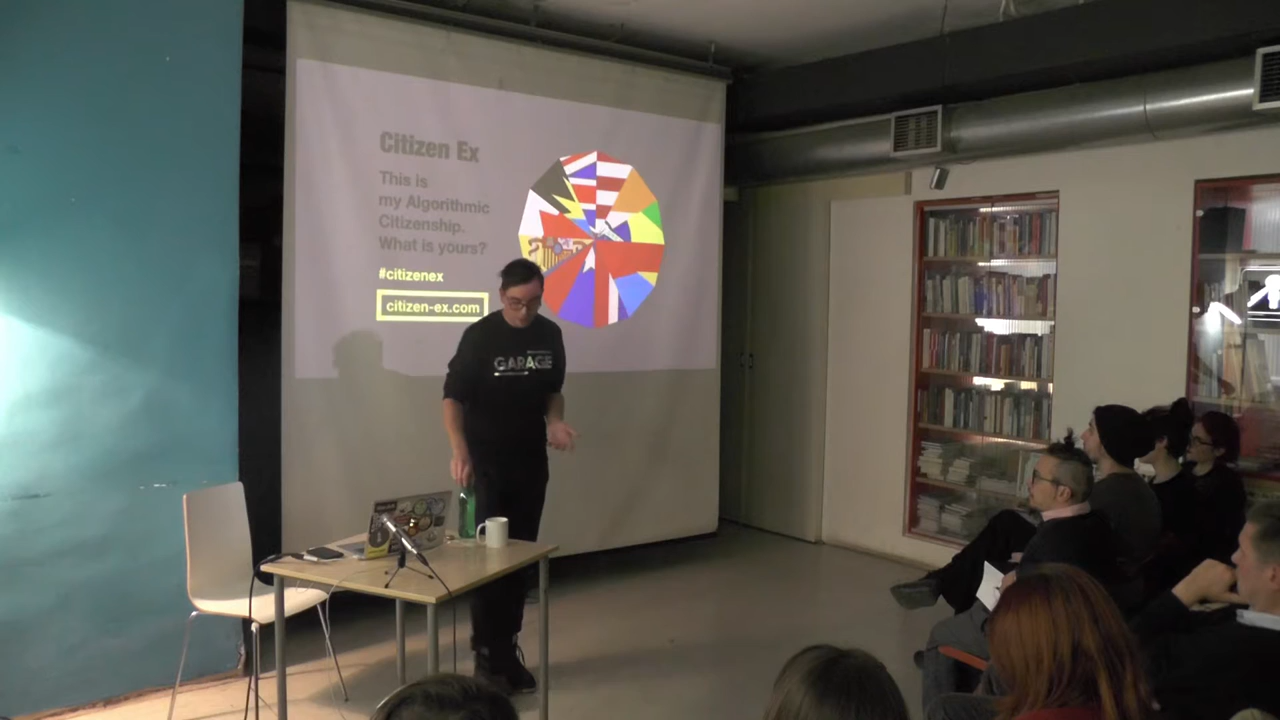 Citizen Ex
This is
my Algorithmic
Citizenship.
What is yours?
#citizenex
citizen-ex.com
GARAGE